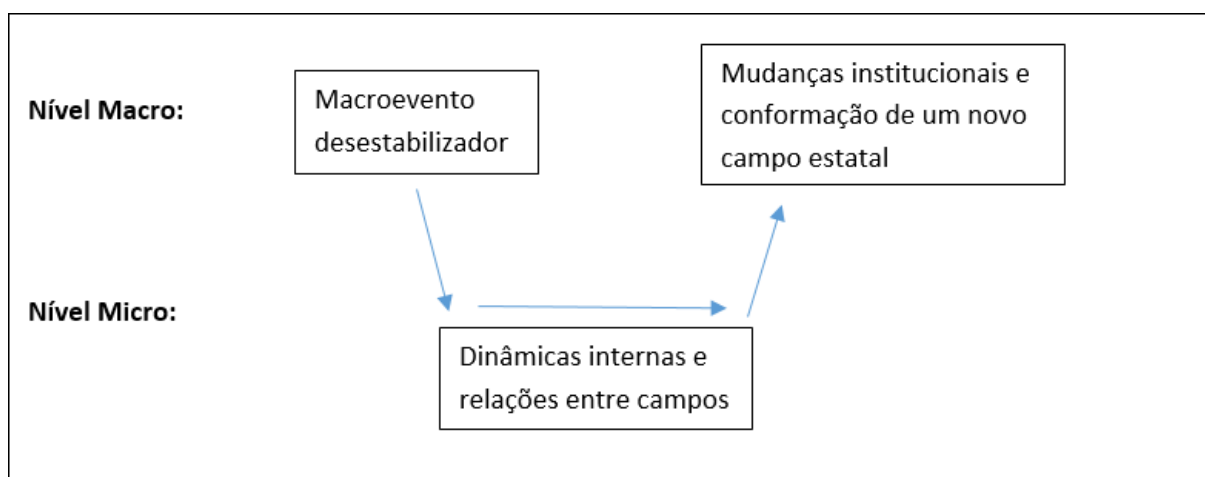 Nível Macro:
Macroevento
desestabilizador
Mudanças institucionais e
conformação de um novo
campo estatal
Nível Micro:
Dinâmicas internas e
relações entre campos